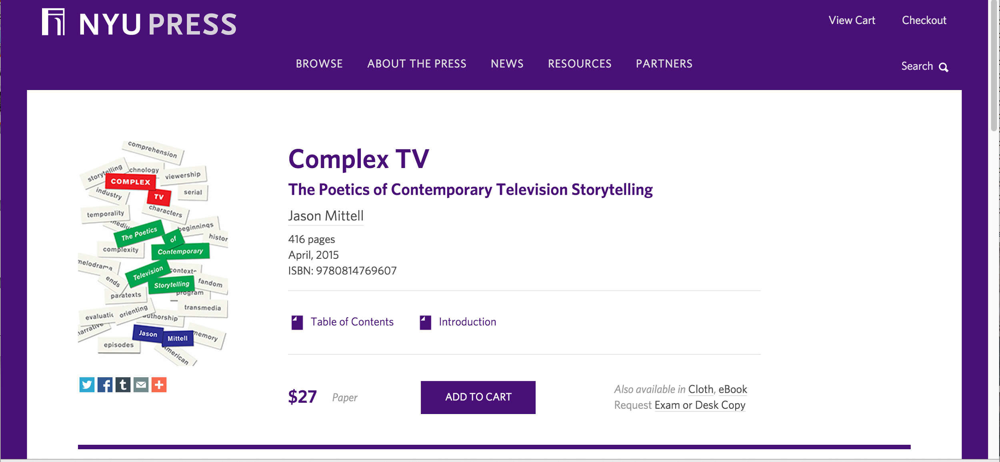 NYU PRESS
View Cart
Checkout
BROWSE
ABOUT THE PRESS
NEWS
RESOURCES
PARTNERS
Search
comprehension
storytelling
chnology
viewership
COMPLEX
industry
TV
serial
characters
temporality
mediu
beginnings
The Poetics
of
histor
complexity
Contemporary
melodrama
Television
context
ends
Storytelling
fandom
paratexts
program
transmedia
evaluatic
orienting
uthorship
narrative
Jason
Mittell
memory
episodes
American
Complex TV
The Poetics of Contemporary Television Storytelling
Jason Mittell
416 pages
April, 2015
ISBN: 9780814769607
Table of Contents
Introduction
$27
Paper
ADD TO CART
Also available in Cloth, eBook
Request Exam or Desk Copy